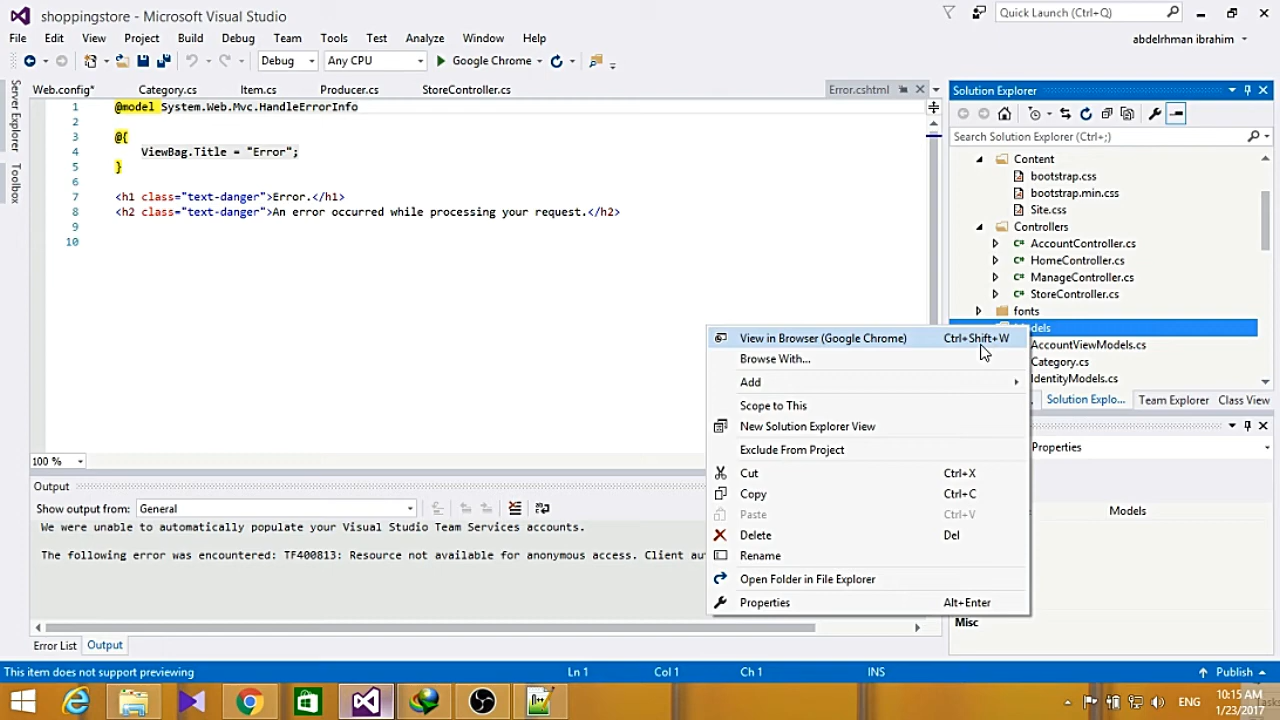 shoppingstore - Microsoft Visual Studio
Quick Launch (Ctrl+Q)
File Edit View Project Build Debug Team Tools Test Analyze Window Help
abdelrhman ibrahim
Debug Any CPU Google Chrome
Server Explorer
Toolbox
Web.config* Category.cs Item.cs Producer.cs StoreController.cs Error.cshtml
1 @model System.Web.Mvc.HandleErrorInfo
2
3 @{
4 ViewBag.Title = "Error";
5 }
6
7 <h1 class="text-danger">Error.</h1>
8 <h2 class="text-danger">An error occurred while processing your request.</h2>
9
10
100 %
Solution Explorer
Search Solution Explorer (Ctrl+;)
Content
bootstrap.css
bootstrap.min.css
Site.css
Controllers
AccountController.cs
HomeController.cs
ManageController.cs
StoreController.cs
fonts
AccountViewModels.cs
Category.cs
IdentityModels.cs
Solution Explo... Team Explorer Class View
Properties
Models
Misc
View in Browser (Google Chrome) Ctrl+Shift+W
Browse With...
Add
Scope to This
New Solution Explorer View
Exclude From Project
Cut Ctrl+X
Copy Ctrl+C
Paste Ctrl+V
Delete Del
Rename
Open Folder in File Explorer
Properties Alt+Enter
Output
Show output from: General
We were unable to automatically populate your Visual Studio Team Services accounts.
The following error was encountered: TF400813: Resource not available for anonymous access. Client
Error List Output
This item does not support previewing Ln 1 Col 1 Ch 1 INS Publish
ENG
10:15 AM
1/23/2017